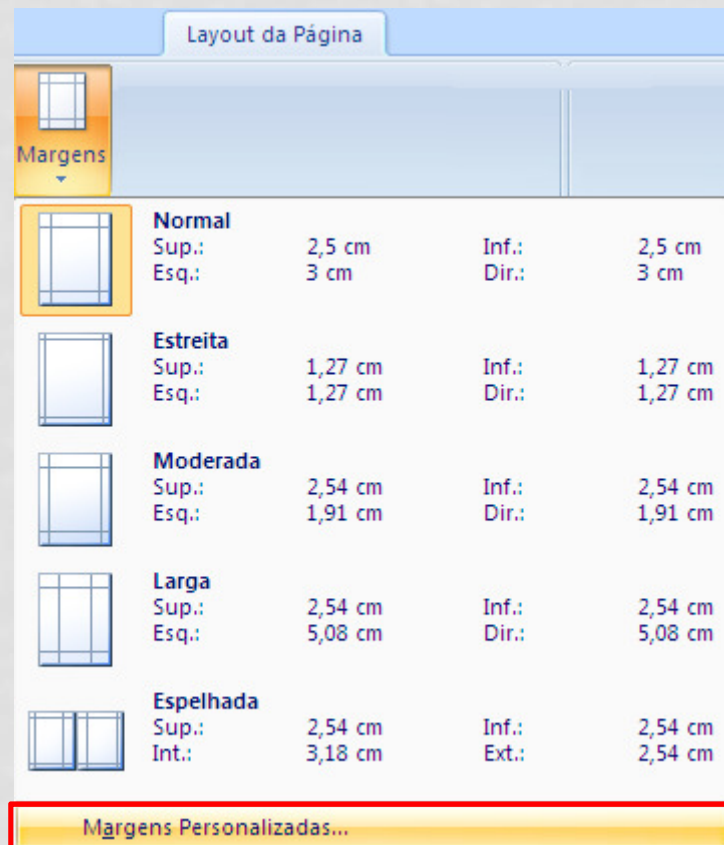 Layout da Página
Margens
Normal
Sup.: 2,5 cm Inf.: 2,5 cm
Esq.: 3 cm Dir.: 3 cm
Estreita
Sup.: 1,27 cm Inf.: 1,27 cm
Esq.: 1,27 cm Dir.: 1,27 cm
Moderada
Sup.: 2,54 cm Inf.: 2,54 cm
Esq.: 1,91 cm Dir.: 1,91 cm
Larga
Sup.: 2,54 cm Inf.: 2,54 cm
Esq.: 5,08 cm Dir.: 5,08 cm
Espelhada
Sup.: 2,54 cm Inf.: 2,54 cm
Int.: 3,18 cm Ext.: 2,54 cm
Margens Personalizadas...